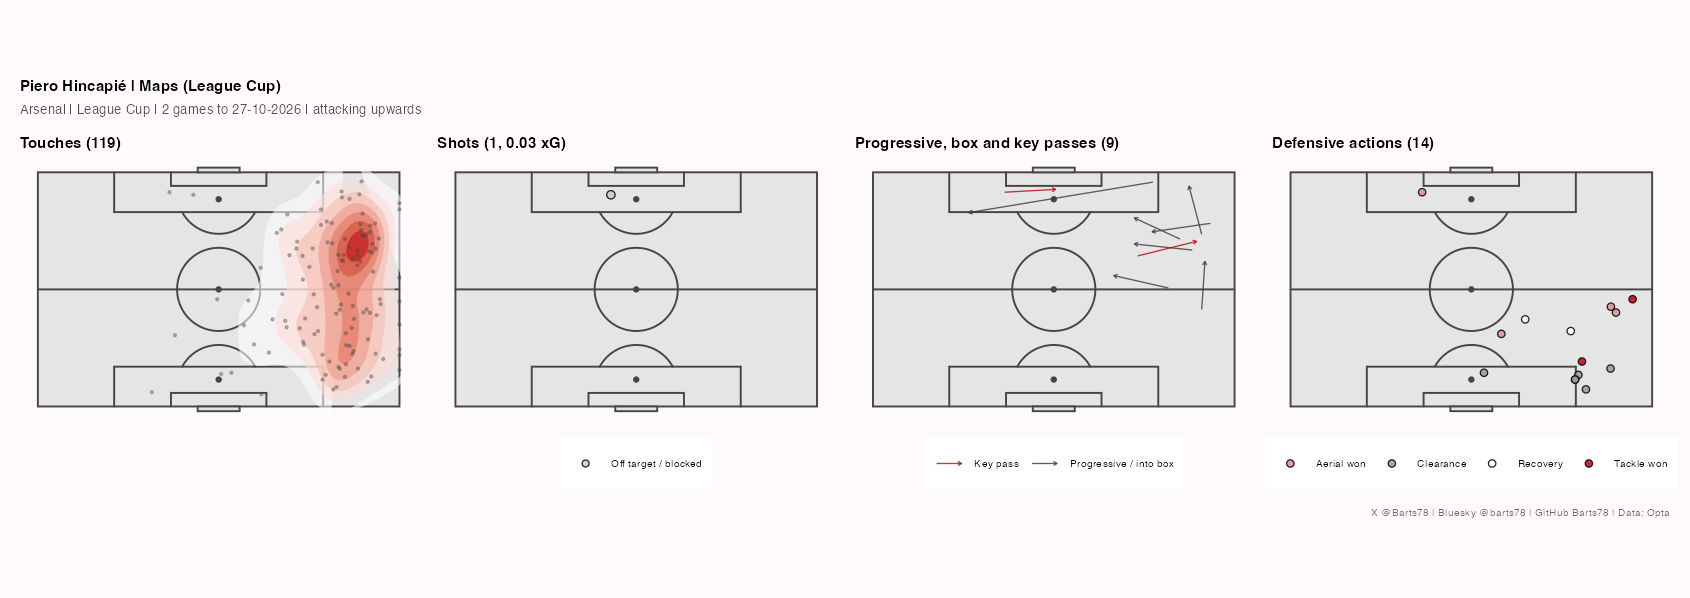 Piero Hincapié | Maps (League Cup)
Arsenal | League Cup | 2 games to 27-10-2026 | attacking upwards
Touches (119)
Shots (1, 0.03 xG)
Progressive, box and key passes (9)
Defensive actions (14)
Off target / blocked
Key pass
Progressive / into box
Aerial won
Clearance
Recovery
Tackle won
X @Barts78 | Bluesky @barts78 | GitHub Barts78 | Data: Opta